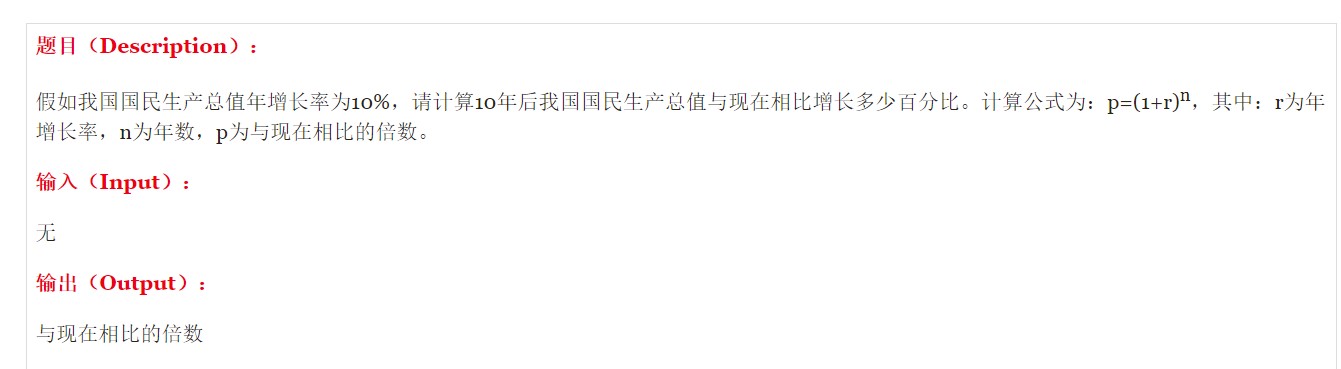 题目（Description）：
假如我国国民生产总值年增长率为10%，请计算10年后我国国民生产总值与现在相比增长多少百分比。计算公式为：p=(1+r)n，其中：r为年
增长率，n为年数，p为与现在相比的倍数。
输入（Input）：
无
输出（Output）：
与现在相比的倍数